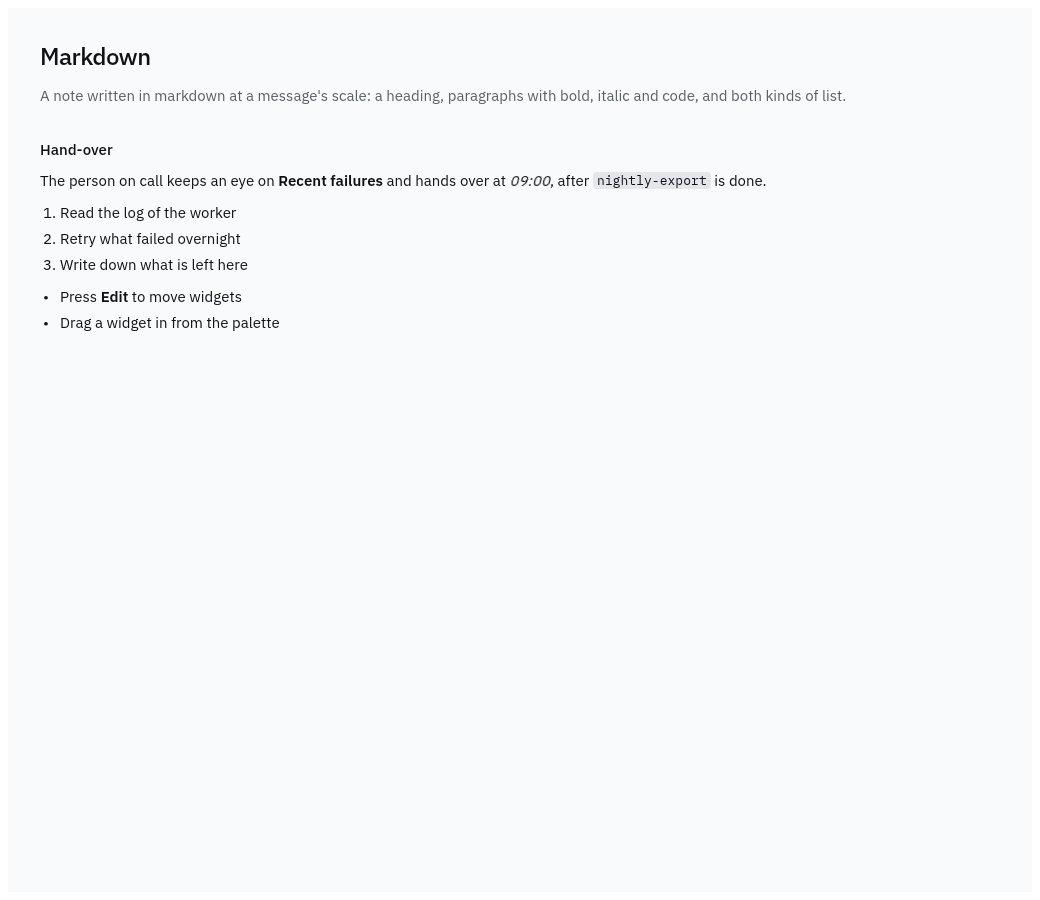 Markdown
A note written in markdown at a message's scale: a heading, paragraphs with bold, italic and code, and both kinds of list.
Hand-over
The person on call keeps an eye on Recent failures and hands over at 09:00, after nightly-export is done.
1. Read the log of the worker
2. Retry what failed overnight
3. Write down what is left here
• Press Edit to move widgets
• Drag a widget in from the palette